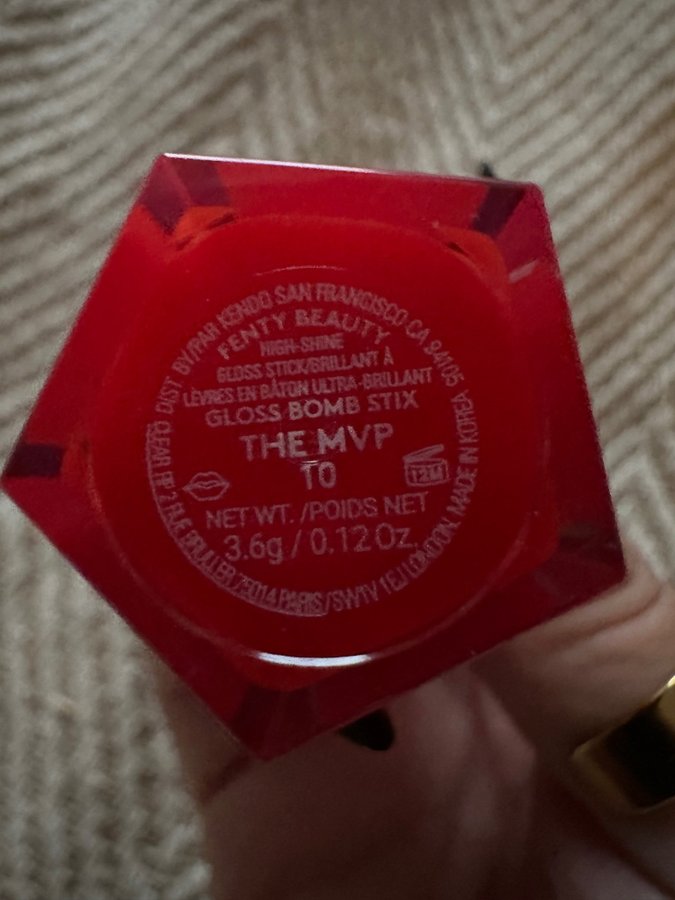 DIST. BY/PAR KENDO SAN FRANCISCO CA 94105
FENTY BEAUTY
HIGH-SHINE
GLOSS STICK/BRILLANT À
LÈVRES EN BÂTON ULTRA-BRILLANT
GLOSS BOMB STIX
THE MVP
10
12M
NET WT. /POIDS NET
3.6g / 0.12 Oz.
75014 PARIS/SW1V 1EJ LONDON. MADE IN KOREA